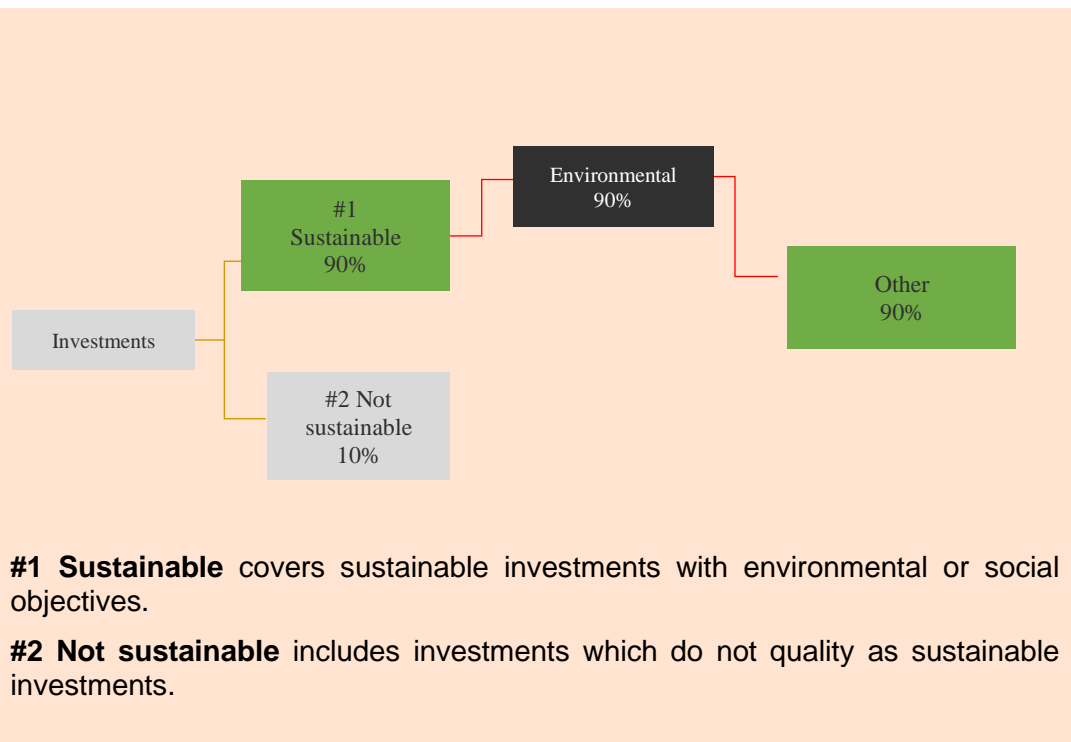 Environmental
90%
#1
Sustainable
90%
Other
90%
Investments
#2 Not
sustainable
10%
#1 Sustainable covers sustainable investments with environmental or social
objectives.
#2 Not sustainable includes investments which do not quality as sustainable
investments.